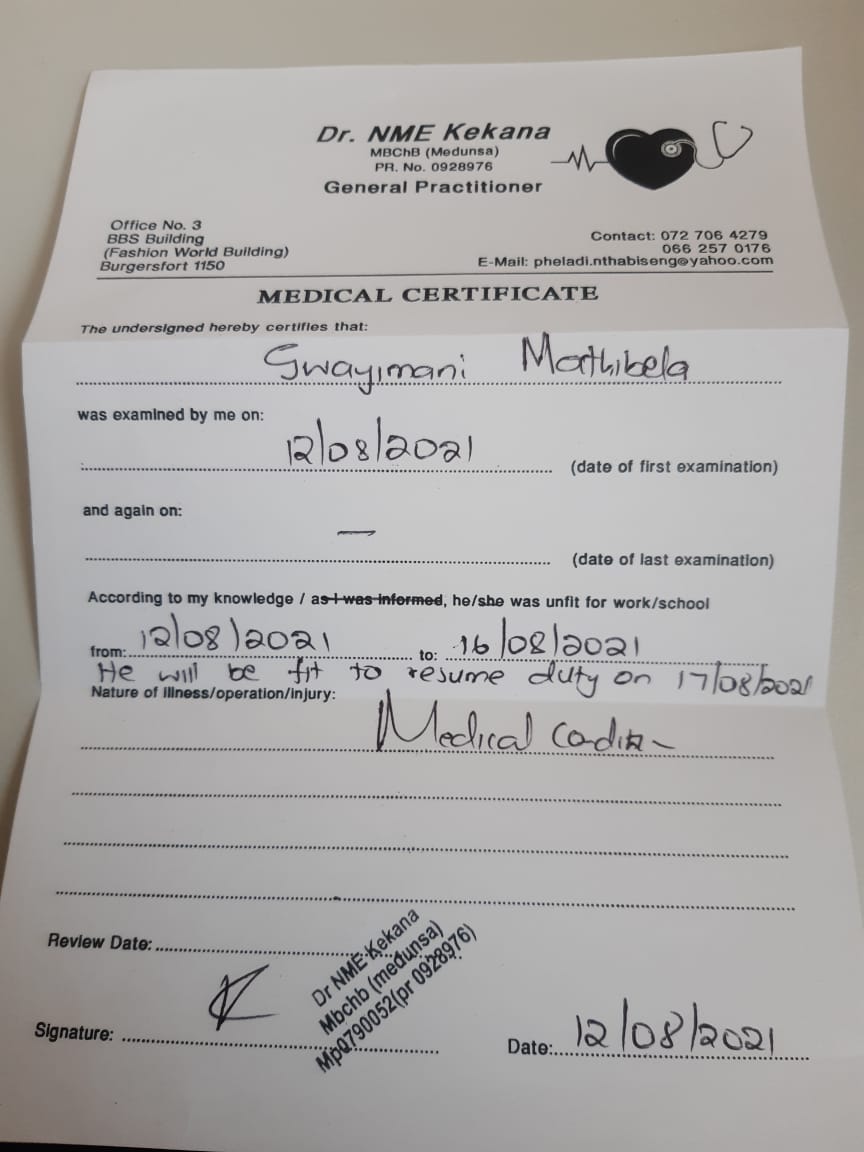 Dr. NME Kekana
MBChB (Medunsa)
PR. No. 0928976
General Practitioner
Office No. 3
BBS Building
(Fashion World Building)
Burgersfort 1150
Contact: 072 706 4279
066 257 0176
E-Mail: pheladi.nthabiseng@yahoo.com
MEDICAL CERTIFICATE
The undersigned hereby certifies that:
Gwayimani Mathibela
was examined by me on:
12/08/2021 (date of first examination)
and again on:
— (date of last examination)
According to my knowledge / as I was informed, he/she was unfit for work/school
from: 12/08/2021 to: 16/08/2021
He will be fit to resume duty on 17/08/2021
Nature of illness/operation/injury:
Medical
Review Date:
Dr NME Kekana
Mbchb (medunsa)
Mp0790052(pr 0928976)
Signature:
Date: 12/08/2021